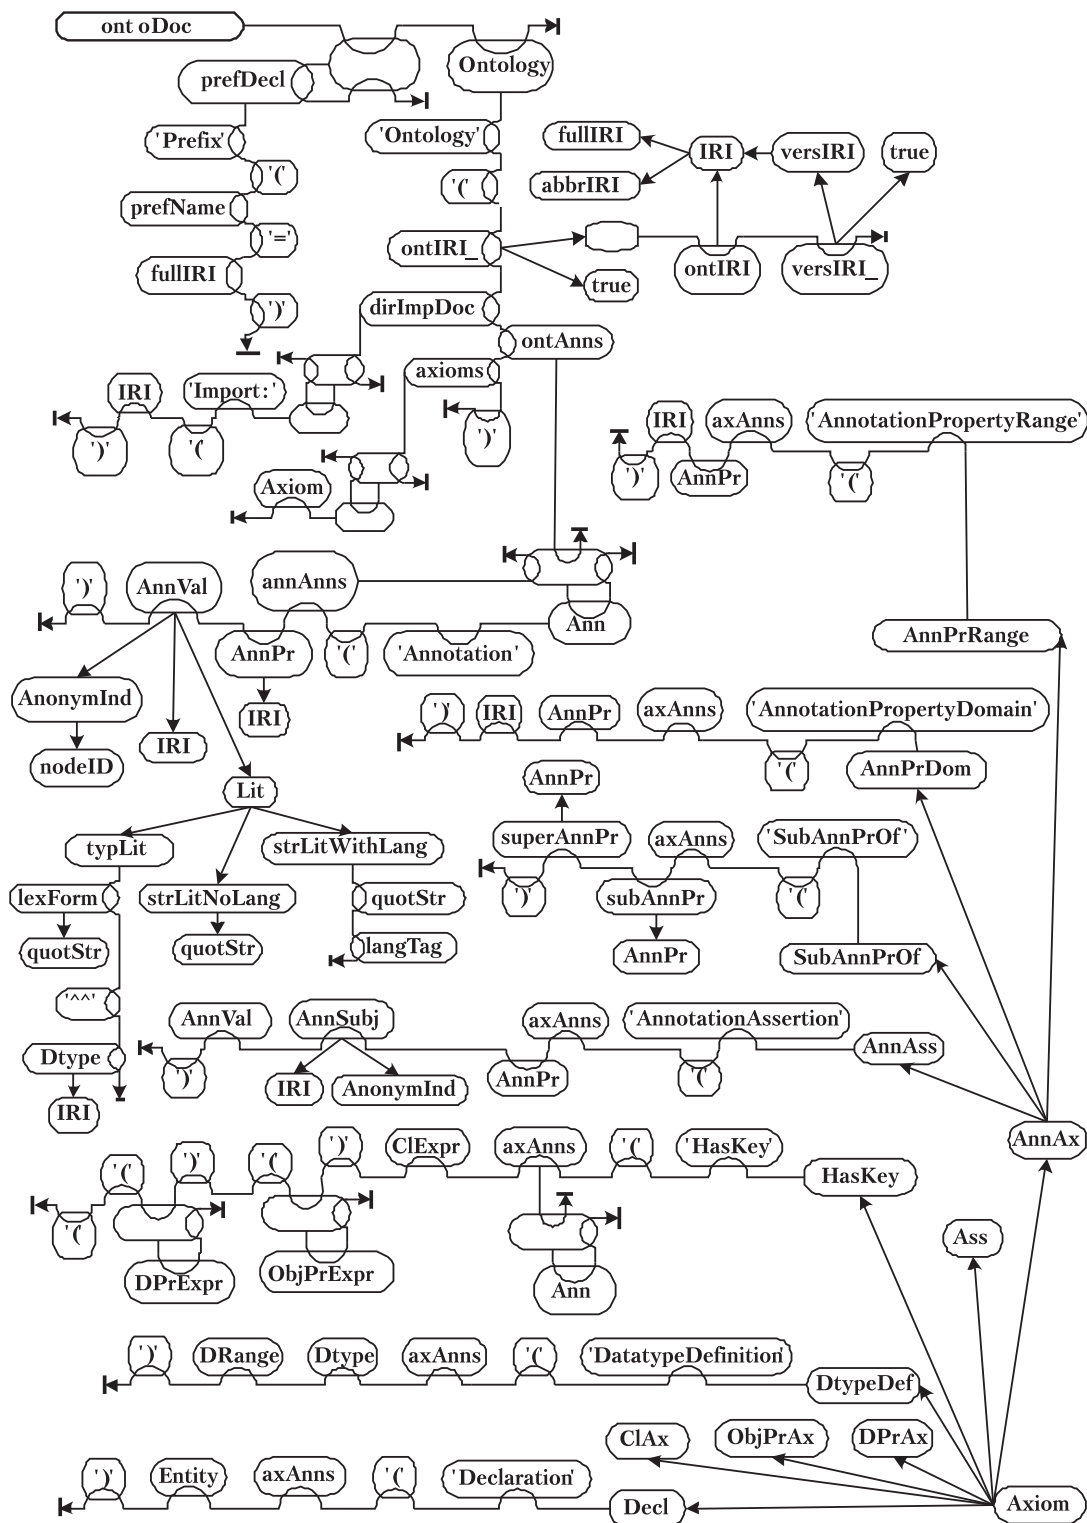 ont oDoc
prefDecl
Ontology
'Prefix'
'Ontology'
fullIRI
IRI
versIRI
true
'('
'('
abbrIRI
prefName
'='
ontIRI_
fullIRI
true
ontIRI
versIRI_
')'
dirImpDoc
ontAnns
axioms
IRI
'Import:'
')'
'('
')'
IRI
axAnns
'AnnotationPropertyRange'
')'
AnnPr
'('
Axiom
')'
AnnVal
annAnns
Ann
AnnPr
'('
'Annotation'
AnnPrRange
AnonymInd
IRI
IRI
nodeID
')'
IRI
AnnPr
axAnns
'AnnotationPropertyDomain'
'('
AnnPrDom
Lit
AnnPr
typLit
strLitWithLang
superAnnPr
axAnns
'SubAnnPrOf'
lexForm
strLitNoLang
quotStr
')'
subAnnPr
'('
quotStr
quotStr
langTag
AnnPr
SubAnnPrOf
'^^'
AnnVal
AnnSubj
axAnns
'AnnotationAssertion'
Dtype
')'
IRI
AnonymInd
AnnPr
'('
AnnAss
IRI
AnnAx
'('
')'
'('
')'
ClExpr
axAnns
'('
'HasKey'
HasKey
'('
DPrExpr
ObjPrExpr
Ann
Ass
')'
DRange
Dtype
axAnns
'('
'DatatypeDefinition'
DtypeDef
ClAx
ObjPrAx
DPrAx
')'
Entity
axAnns
'('
'Declaration'
Decl
Axiom